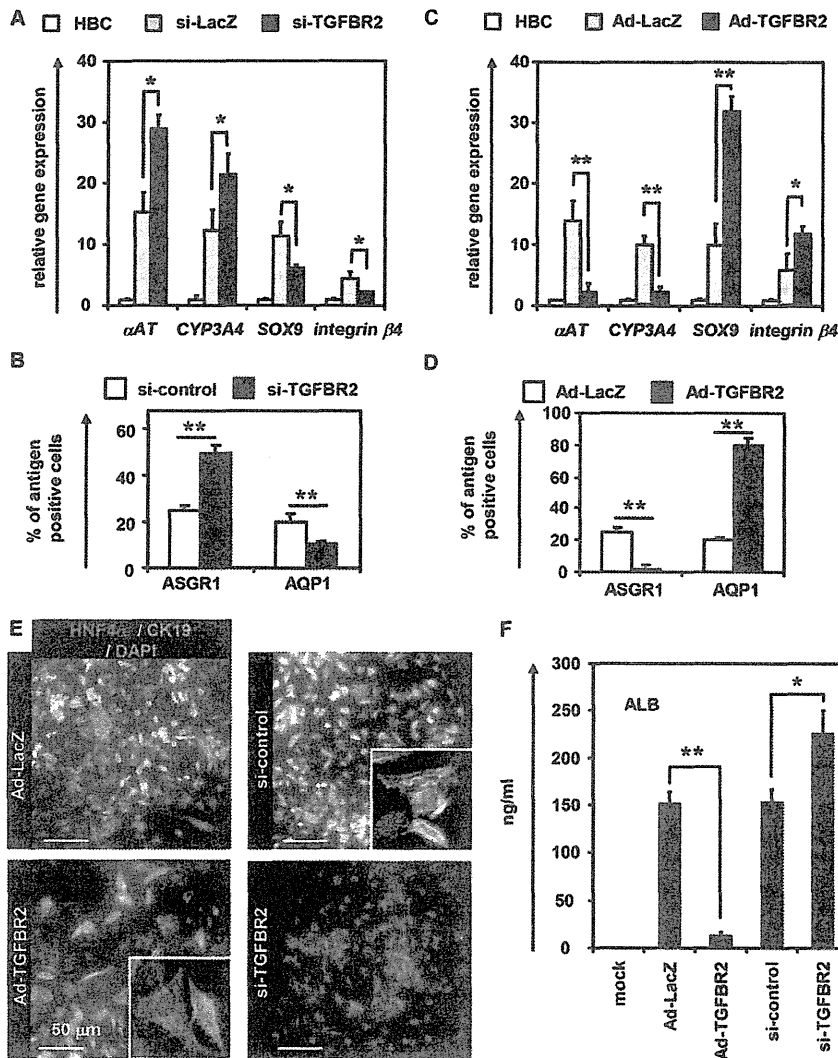 A
HBC si-LacZ si-TGFBR2
relative gene expression
40
30
20
10
0
* * * *
αAT CYP3A4 SOX9 integrin β4
C
HBC Ad-LacZ Ad-TGFBR2
relative gene expression
40
30
20
10
0
** ** ** *
αAT CYP3A4 SOX9 integrin β4
B
si-control si-TGFBR2
% of antigen
positive cells
60
40
20
0
** **
ASGR1 AQP1
D
Ad-LacZ Ad-TGFBR2
% of antigen
positive cells
100
80
60
40
20
0
** **
ASGR1 AQP1
E
/ CK19
/ DAPI
Ad-LacZ
si-control
Ad-TGFBR2
si-TGFBR2
50 μm
F
ALB
ng/ml
300
250
200
150
100
50
0
** *
mock
Ad-LacZ
Ad-TGFBR2
si-control
si-TGFBR2